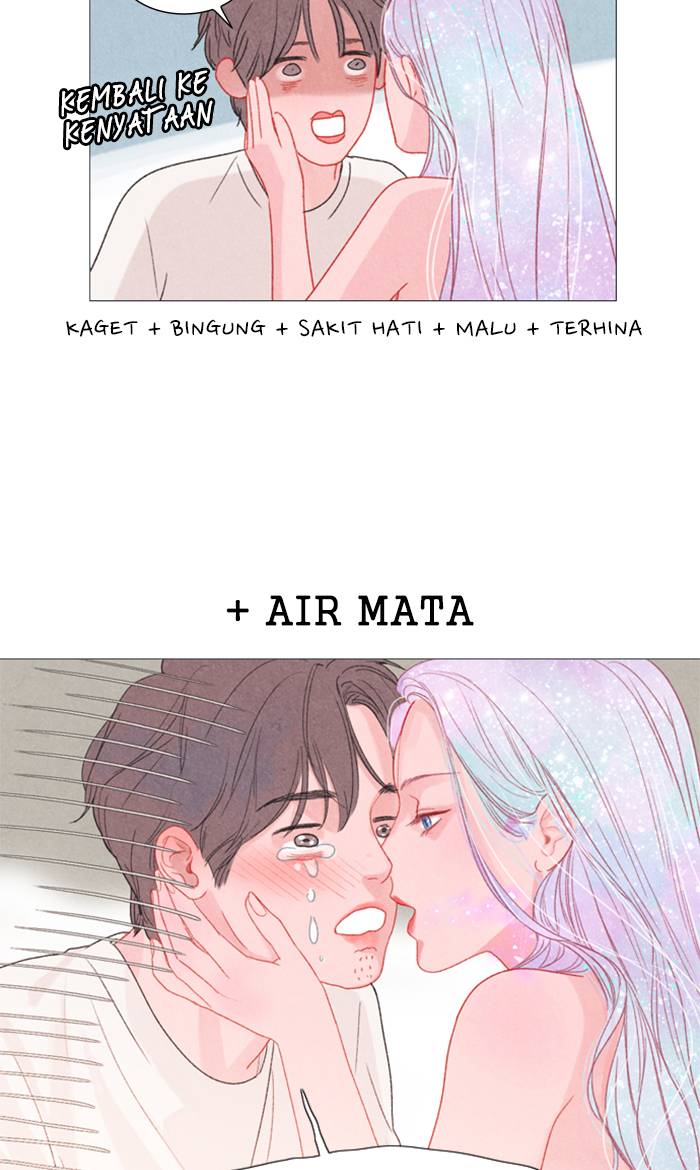 KEMBALI KE
KENYATAAN
KAGET + BINGUNG + SAKIT HATI + MALU + TERHINA
+ AIR MATA